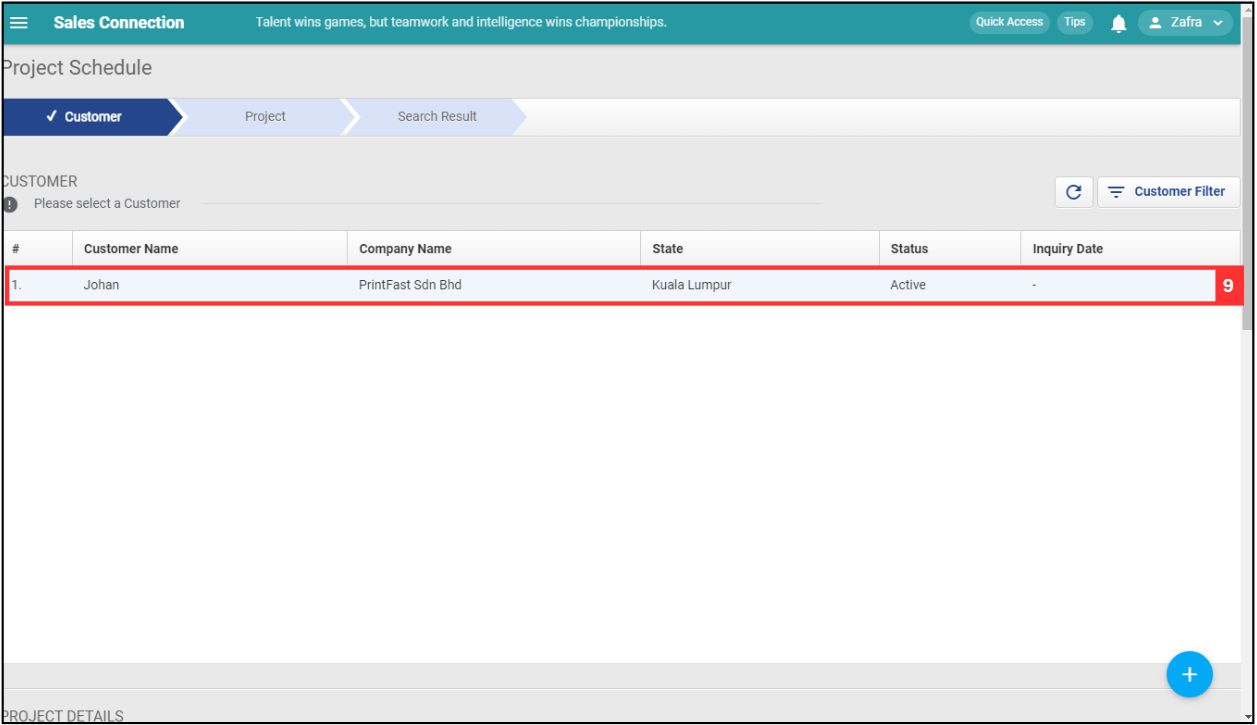 Sales Connection Talent wins games, but teamwork and intelligence wins championships. Quick Access Tips Zafra
Project Schedule
✓ Customer Project Search Result
CUSTOMER
Please select a Customer
Customer Filter
# Customer Name Company Name State Status Inquiry Date
1. Johan PrintFast Sdn Bhd Kuala Lumpur Active - 9
+
PROJECT DETAILS